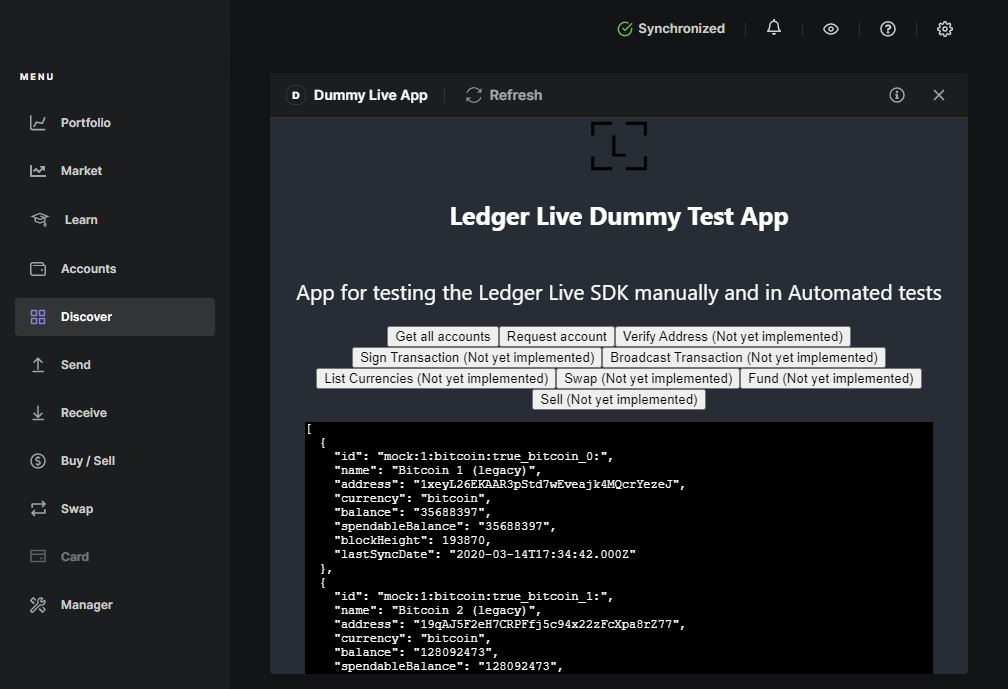 Synchronized
MENU
Portfolio
Market
Learn
Accounts
Discover
Send
Receive
Buy / Sell
Swap
Card
Manager
D Dummy Live App Refresh
L
Ledger Live Dummy Test App
App for testing the Ledger Live SDK manually and in Automated tests
Get all accounts Request account Verify Address (Not yet implemented)
Sign Transaction (Not yet implemented) Broadcast Transaction (Not yet implemented)
List Currencies (Not yet implemented) Swap (Not yet implemented) Fund (Not yet implemented)
Sell (Not yet implemented)
[
{
"id": "mock:1:bitcoin:true_bitcoin_0:",
"name": "Bitcoin 1 (legacy)",
"address": "1xeyL26EKAAR3pStd7wEveajk4MQcrYezeJ",
"currency": "bitcoin",
"balance": "35688397",
"spendableBalance": "35688397",
"blockHeight": 193870,
"lastSyncDate": "2020-03-14T17:34:42.000Z"
},
{
"id": "mock:1:bitcoin:true_bitcoin_1:",
"name": "Bitcoin 2 (legacy)",
"address": "19qAJ5F2eH7CRPFfj5c94x22zFcXpa8rZ77",
"currency": "bitcoin",
"balance": "128092473",
"spendableBalance": "128092473",